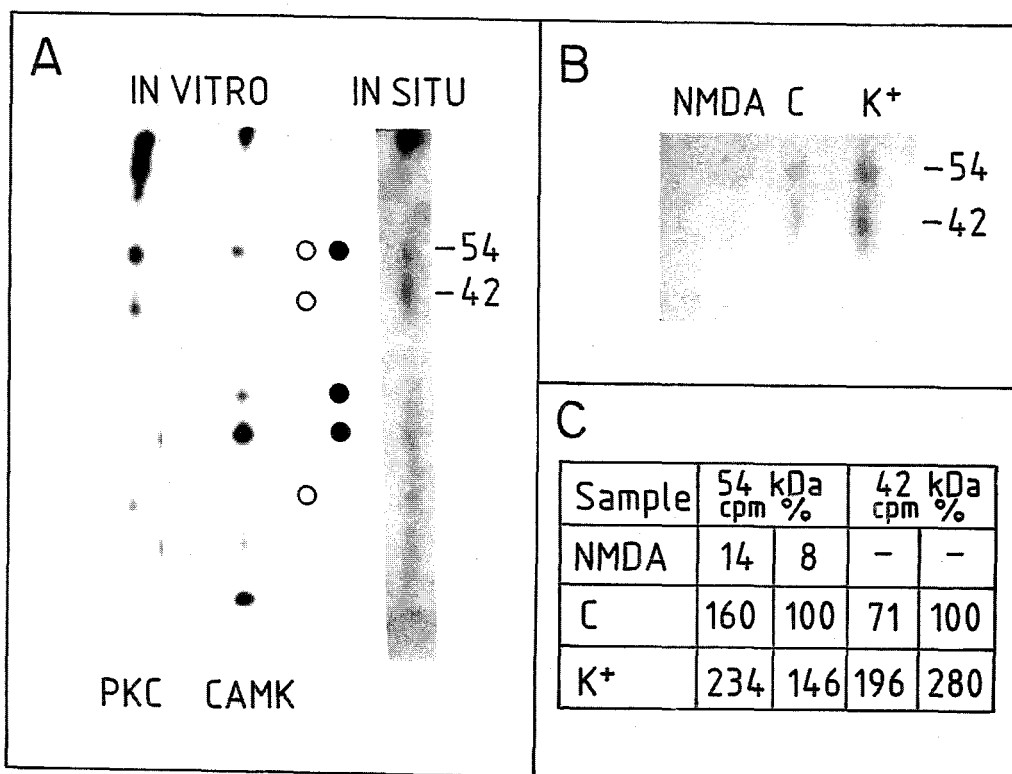 A
IN VITRO IN SITU
-54
-42
PKC CAMK
B
NMDA C K+
-54
-42
C
Sample 54 kDa 42 kDa
cpm % cpm %
NMDA 14 8 - -
C 160 100 71 100
K+ 234 146 196 280